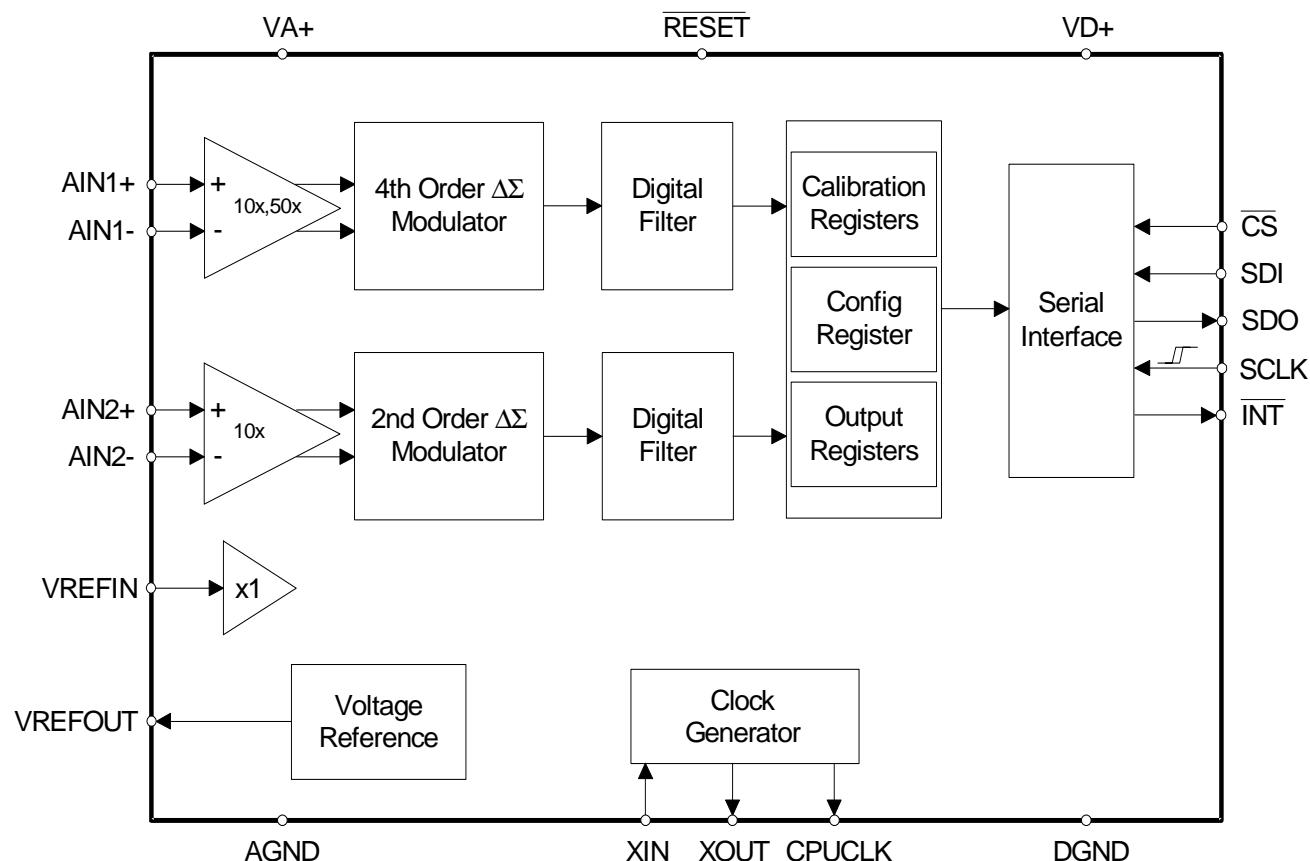 VA+
RESET
VD+
AIN1+
AIN1-
+
-
10x,50x
4th Order ΔΣ
Modulator
Digital
Filter
Calibration
Registers
Config
Register
Output
Registers
Serial
Interface
CS
SDI
SDO
SCLK
INT
AIN2+
AIN2-
+
-
10x
2nd Order ΔΣ
Modulator
Digital
Filter
VREFIN
x1
VREFOUT
Voltage
Reference
Clock
Generator
AGND
XIN
XOUT
CPUCLK
DGND